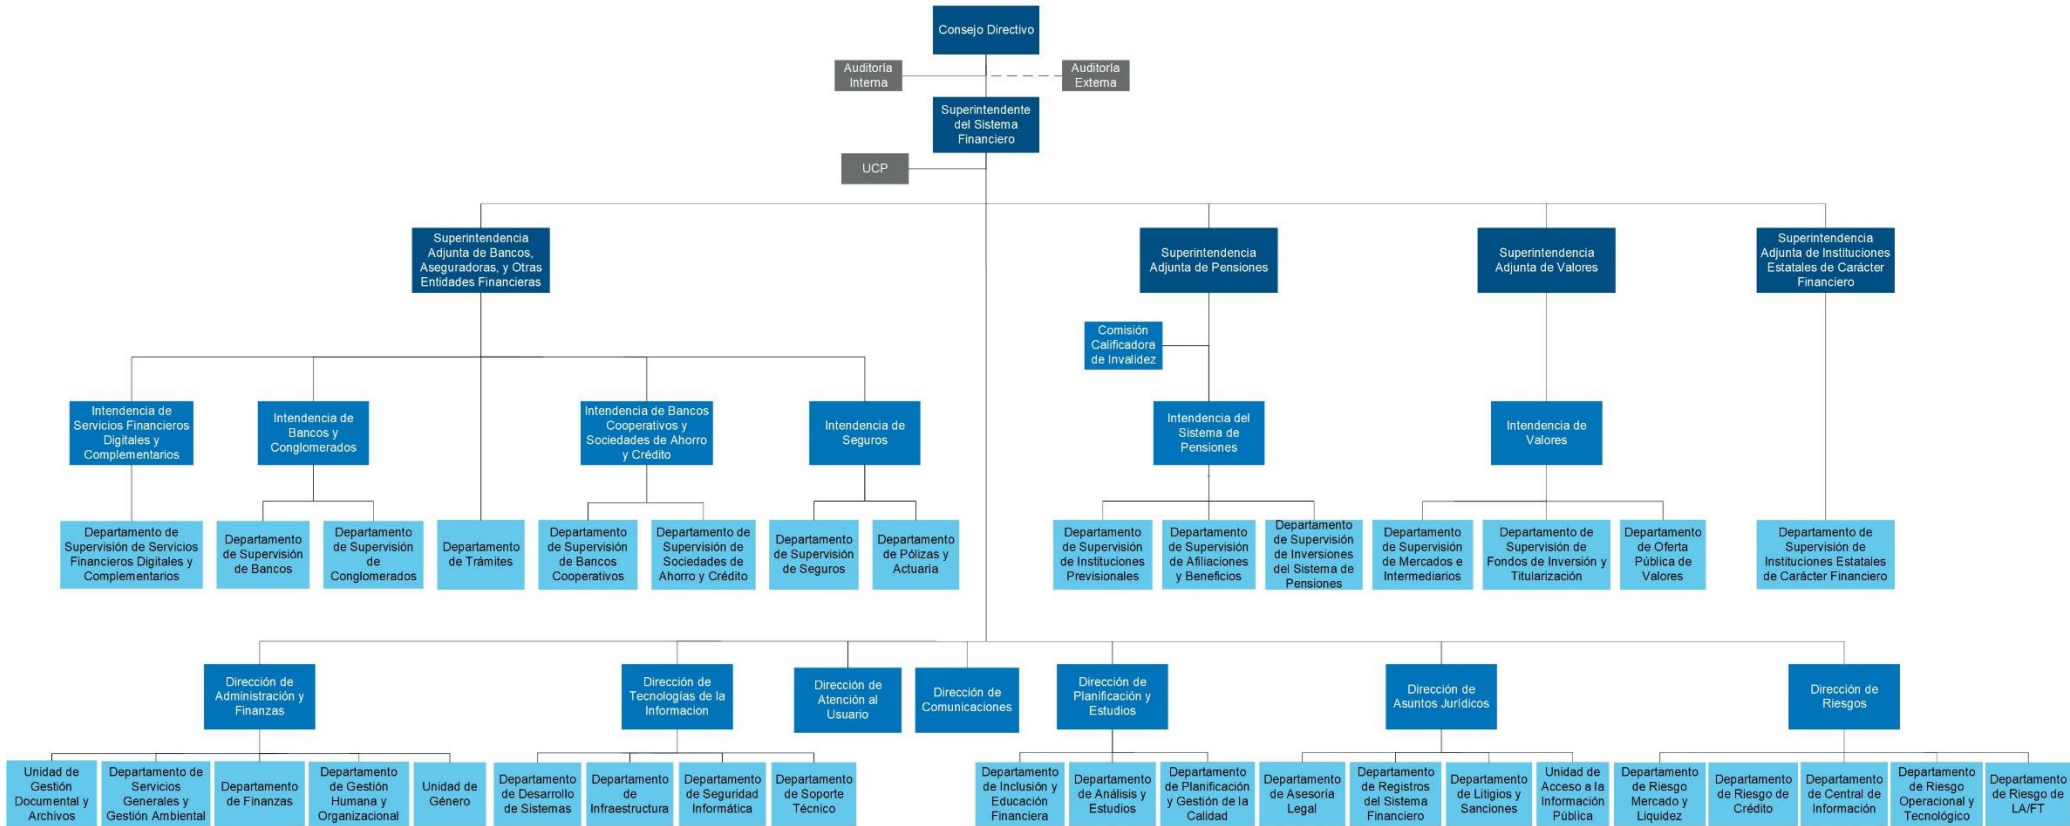 Consejo Directivo
Auditoría
Interna
Auditoría
Externa
Superintendente
del Sistema
Financiero
UCP
Superintendencia
Adjunta de Bancos,
Aseguradoras, y Otras
Entidades Financieras
Superintendencia
Adjunta de Pensiones
Superintendencia
Adjunta de Valores
Superintendencia
Adjunta de Instituciones
Estatales de Carácter
Financiero
Comisión
Calificadora
de Invalidez
Intendencia de
Servicios Financieros
Digitales y
Complementarios
Intendencia de
Bancos y
Conglomerados
Intendencia de Bancos
Cooperativos y
Sociedades de Ahorro
y Crédito
Intendencia de
Seguros
Intendencia del
Sistema de
Pensiones
Intendencia de
Valores
Departamento de
Supervisión de Servicios
Financieros Digitales y
Complementarios
Departamento
de Supervisión
de Bancos
Departamento
de Supervisión
de Conglomerados
Departamento
de Trámites
Departamento
de Supervisión
de Bancos
Cooperativos
Departamento de
Supervisión de
Sociedades de
Ahorro y Crédito
Departamento
de Supervisión
de Seguros
Departamento
de Pólizas y
Actuaria
Departamento
de Supervisión
de Instituciones
Previsionales
Departamento
de Supervisión
de Afiliaciones
y Beneficios
Departamento
de Supervisión
de Inversiones
del Sistema de
Pensiones
Departamento
de Supervisión
de Mercados e
Intermediarios
Departamento de
Supervisión de
Fondos de Inversión y
Titularización
Departamento
de Oferta
Pública de
Valores
Departamento de
Supervisión de
Instituciones Estatales
de Carácter Financiero
Dirección de
Administración y
Finanzas
Dirección de
Tecnologías de la
Informacion
Dirección de
Atención al
Usuario
Dirección de
Comunicaciones
Dirección de
Planificación y
Estudios
Dirección de
Asuntos Jurídicos
Dirección de
Riesgos
Unidad de
Gestión
Documental y
Archivos
Departamento de
Servicios
Generales y
Gestión Ambiental
Departamento
de Finanzas
Departamento
de Gestión
Humana y
Organizacional
Unidad de
Género
Departamento
de Desarrollo
de Sistemas
Departamento
de
Infraestructura
Departamento
de Seguridad
Informática
Departamento
de Soporte
Técnico
Departamento
de Inclusión y
Educación
Financiera
Departamento
de Análisis y
Estudios
Departamento
de Planificación
y Gestión de la
Calidad
Departamento
de Asesoría
Legal
Departamento
de Registros
del Sistema
Financiero
Departamento
de Litigios y
Sanciones
Unidad de
Acceso a la
Información
Pública
Departamento
de Riesgo
Mercado y
Liquidez
Departamento
de Riesgo de
Crédito
Departamento
de Central de
Información
Departamento
de Riesgo
Operacional y
Tecnológico
Departamento
de Riesgo de
LA/FT